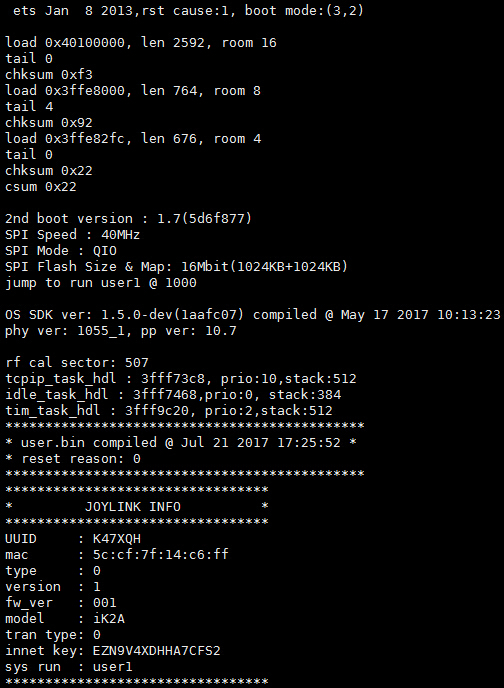 ets Jan  8 2013,rst cause:1, boot mode:(3,2)
load 0x40100000, len 2592, room 16
tail 0
chksum 0xf3
load 0x3ffe8000, len 764, room 8
tail 4
chksum 0x92
load 0x3ffe82fc, len 676, room 4
tail 0
chksum 0x22
csum 0x22
2nd boot version : 1.7(5d6f877)
SPI Speed : 40MHz
SPI Mode : QIO
SPI Flash Size & Map: 16Mbit(1024KB+1024KB)
jump to run user1 @ 1000
OS SDK ver: 1.5.0-dev(1aafc07) compiled @ May 17 2017 10:13:23
phy ver: 1055_1, pp ver: 10.7
rf cal sector: 507
tcpip_task_hdl : 3fff73c8, prio:10,stack:512
idle_task_hdl : 3fff7468,prio:0, stack:384
tim_task_hdl : 3fff9c20, prio:2,stack:512
*********************************************
* user.bin compiled @ Jul 21 2017 17:25:52 *
* reset reason: 0
*********************************************
*********************************
*         JOYLINK INFO          *
*********************************
UUID     : K47XQH
mac      : 5c:cf:7f:14:c6:ff
type     : 0
version  : 1
fw_ver   : 001
model    : iK2A
tran type: 0
innet key: EZN9V4XDHHA7CFS2
sys run  : user1
*********************************